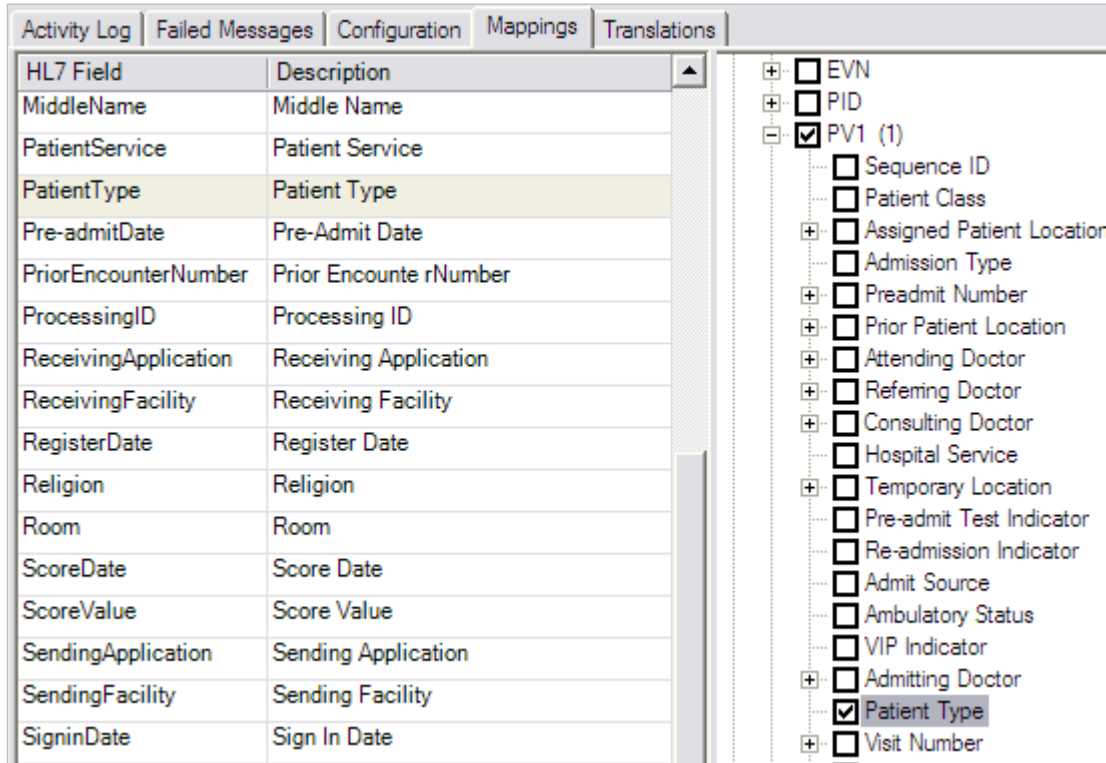 Activity Log Failed Messages Configuration Mappings Translations
HL7 Field Description
MiddleName Middle Name
PatientService Patient Service
PatientType Patient Type
Pre-admitDate Pre-Admit Date
PriorEncounterNumber Prior Encounte rNumber
ProcessingID Processing ID
ReceivingApplication Receiving Application
ReceivingFacility Receiving Facility
RegisterDate Register Date
Religion Religion
Room Room
ScoreDate Score Date
ScoreValue Score Value
SendingApplication Sending Application
SendingFacility Sending Facility
SigninDate Sign In Date
EVN
PID
PV1 (1)
Sequence ID
Patient Class
Assigned Patient Location
Admission Type
Preadmit Number
Prior Patient Location
Attending Doctor
Referring Doctor
Consulting Doctor
Hospital Service
Temporary Location
Pre-admit Test Indicator
Re-admission Indicator
Admit Source
Ambulatory Status
VIP Indicator
Admitting Doctor
Patient Type
Visit Number